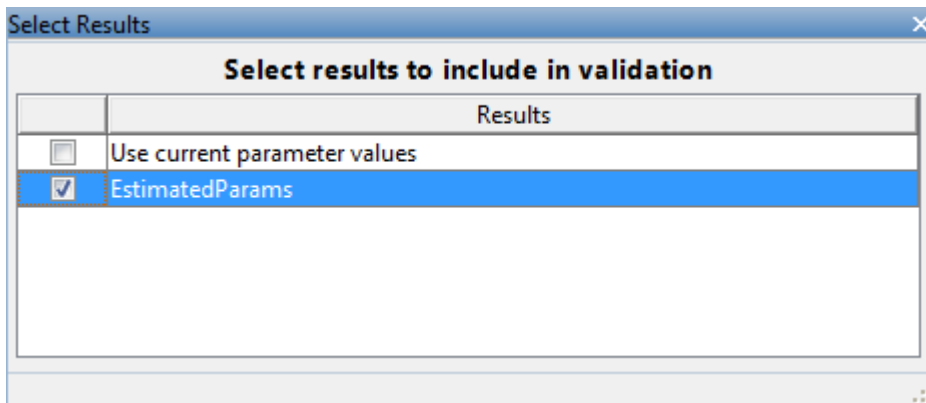 Select Results
Select results to include in validation
Results
Use current parameter values
EstimatedParams